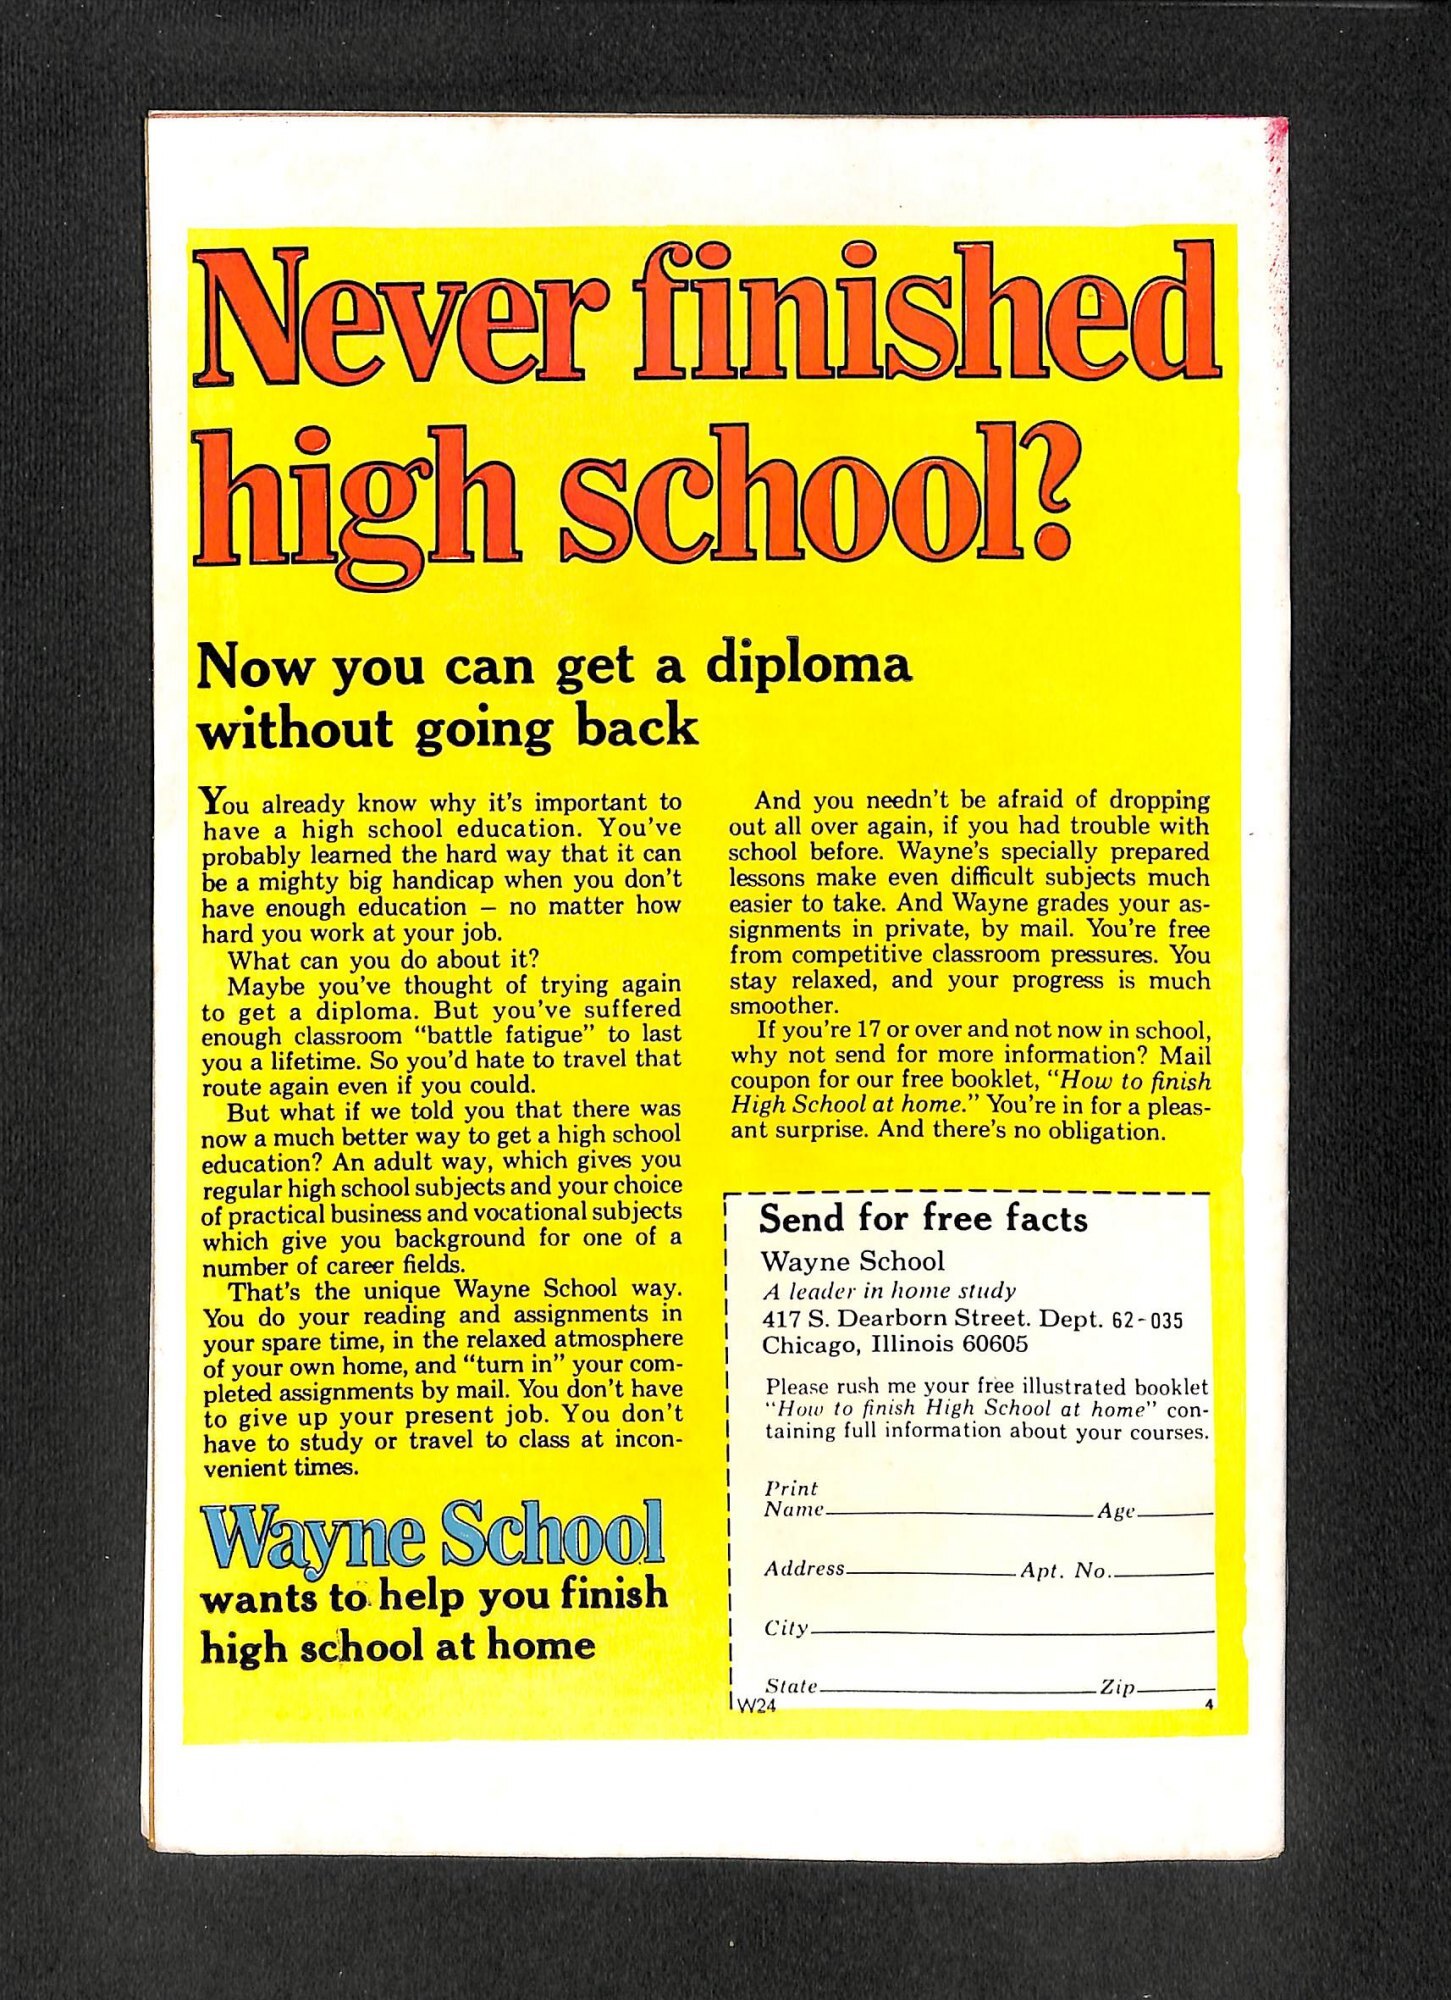 Never finished
high school?
Now you can get a diploma
without going back
You already know why it's important to
have a high school education. You've
probably learned the hard way that it can
be a mighty big handicap when you don't
have enough education – no matter how
hard you work at your job.
What can you do about it?
Maybe you've thought of trying again
to get a diploma. But you've suffered
enough classroom "battle fatigue" to last
you a lifetime. So you'd hate to travel that
route again even if you could.
But what if we told you that there was
now a much better way to get a high school
education? An adult way, which gives you
regular high school subjects and your choice
of practical business and vocational subjects
which give you background for one of a
number of career fields.
That's the unique Wayne School way.
You do your reading and assignments in
your spare time, in the relaxed atmosphere
of your own home, and "turn in" your com-
pleted assignments by mail. You don't have
to give up your present job. You don't
have to study or travel to class at incon-
venient times.
Wayne School
wants to help you finish
high school at home
And you needn't be afraid of dropping
out all over again, if you had trouble with
school before. Wayne's specially prepared
lessons make even difficult subjects much
easier to take. And Wayne grades your as-
signments in private, by mail. You're free
from competitive classroom pressures. You
stay relaxed, and your progress is much
smoother.
If you're 17 or over and not now in school,
why not send for more information? Mail
coupon for our free booklet, "How to finish
High School at home." You're in for a pleas-
ant surprise. And there's no obligation.
Send for free facts
Wayne School
A leader in home study
417 S. Dearborn Street. Dept. 62-035
Chicago, Illinois 60605
Please rush me your free illustrated booklet
"How to finish High School at home" con-
taining full information about your courses.
Print
Name Age
Address Apt. No.
City
State Zip
W24 4